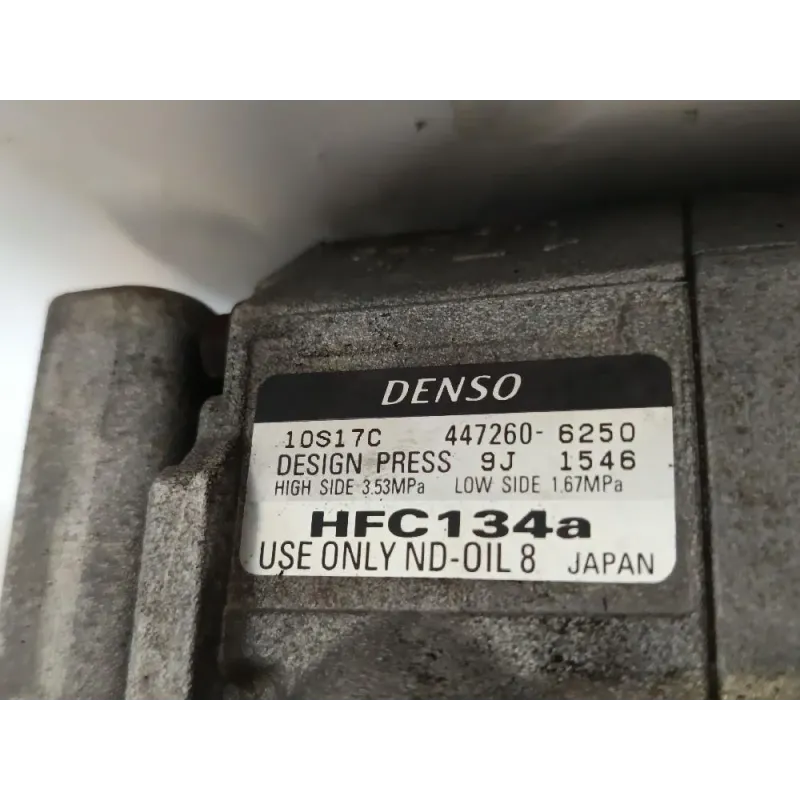 DENSO
10S17C 447260-6250
DESIGN PRESS 9J 1546
HIGH SIDE 3.53MPa LOW SIDE 1.67MPa
HFC134a
USE ONLY ND-OIL 8 JAPAN